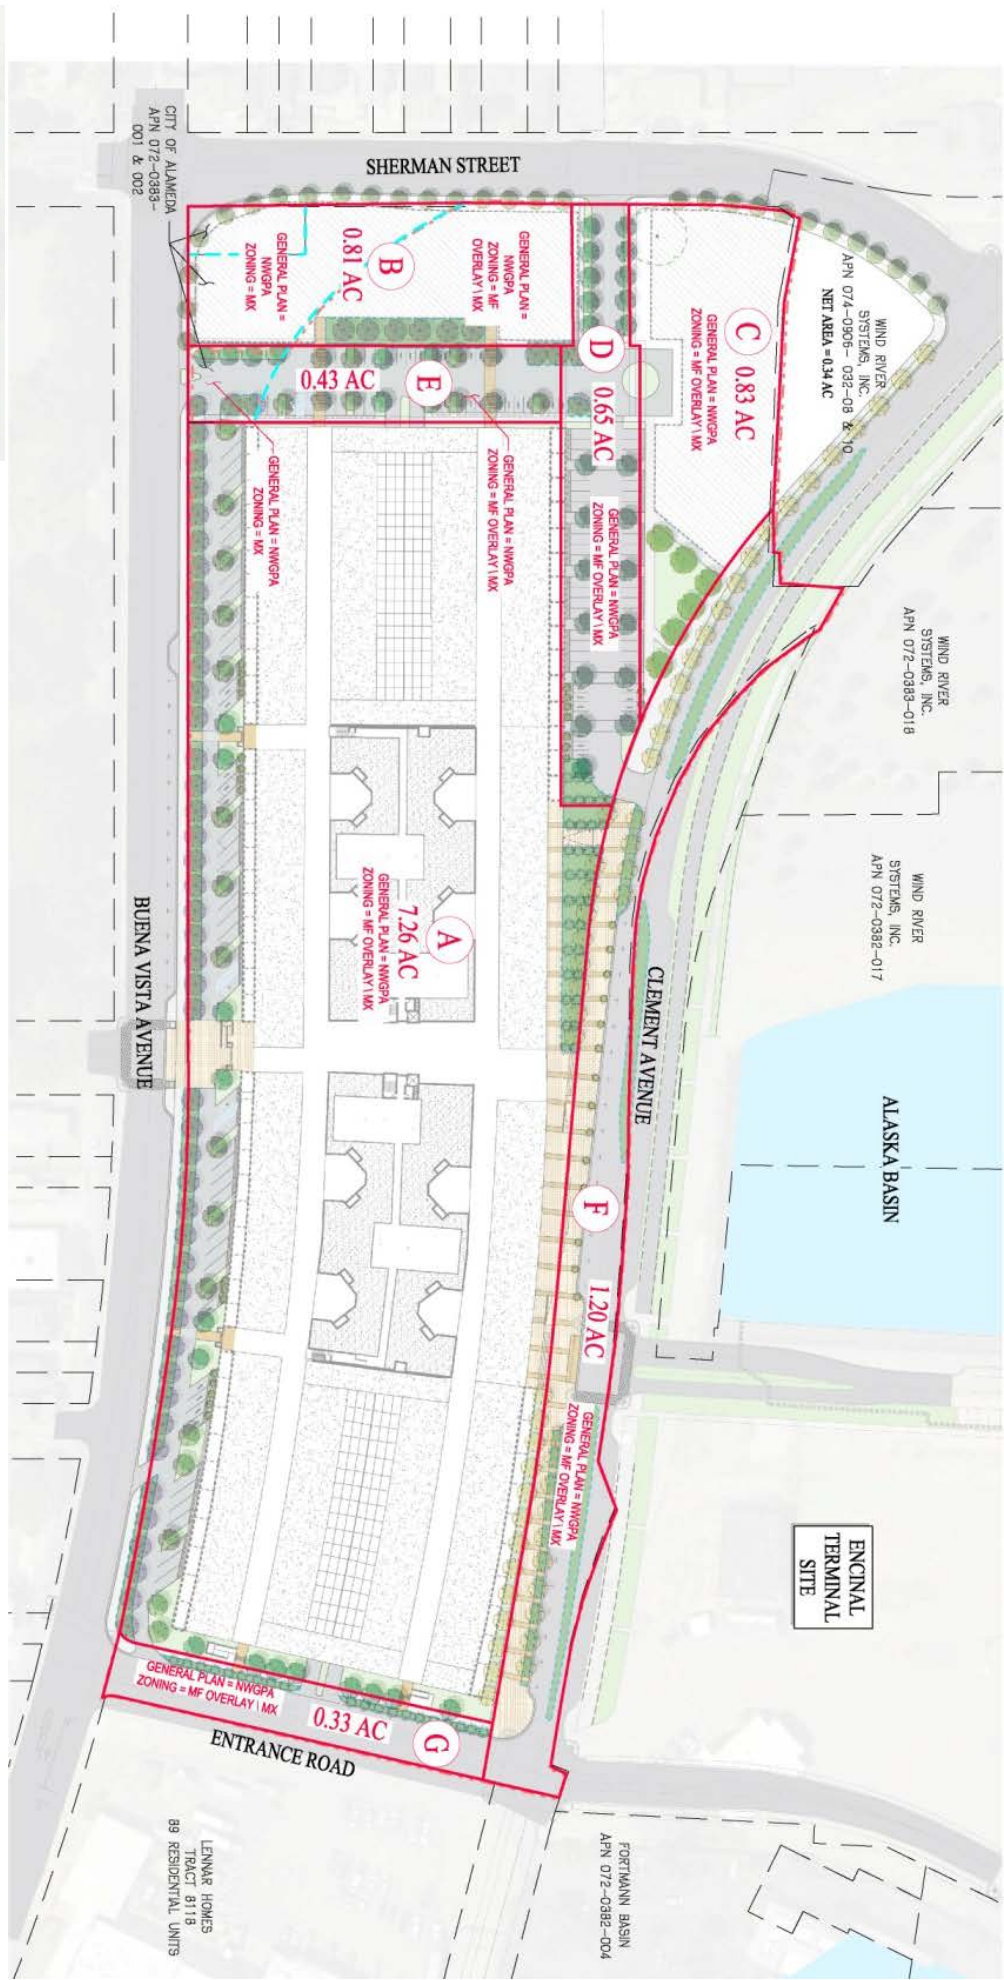 SHERMAN STREET
CITY OF ALAMEDA
APN 072-0383-
001 & 002
GENERAL PLAN =
NWGPA
ZONING = MX
B
0.81 AC
GENERAL PLAN =
NWGPA
ZONING = MF
OVERLAY \ MX
C
0.83 AC
GENERAL PLAN = NWGPA
ZONING = MF OVERLAY \ MX
WIND RIVER
SYSTEMS, INC.
APN 074-0906- 032-08 & 10
NET AREA = 0.34 AC
D
0.65 AC
GENERAL PLAN = NWGPA
ZONING = MF OVERLAY \ MX
E
0.43 AC
GENERAL PLAN = NWGPA
ZONING = MX
GENERAL PLAN = NWGPA
ZONING = MF OVERLAY \ MX
WIND RIVER
SYSTEMS, INC.
APN 072-0383-018
WIND RIVER
SYSTEMS, INC.
APN 072-0382-017
A
7.26 AC
GENERAL PLAN = NWGPA
ZONING = MF OVERLAY \ MX
BUENA VISTA AVENUE
CLEMENT AVENUE
ALASKA BASIN
F
1.20 AC
GENERAL PLAN = NWGPA
ZONING = MF OVERLAY \ MX
ENCINAL
TERMINAL
SITE
GENERAL PLAN = NWGPA
ZONING = MF OVERLAY \ MX
0.33 AC
G
ENTRANCE ROAD
LENNAR HOMES
TRACT 8118
89 RESIDENTIAL UNITS
FORTMANN BASIN
APN 072-0382-004